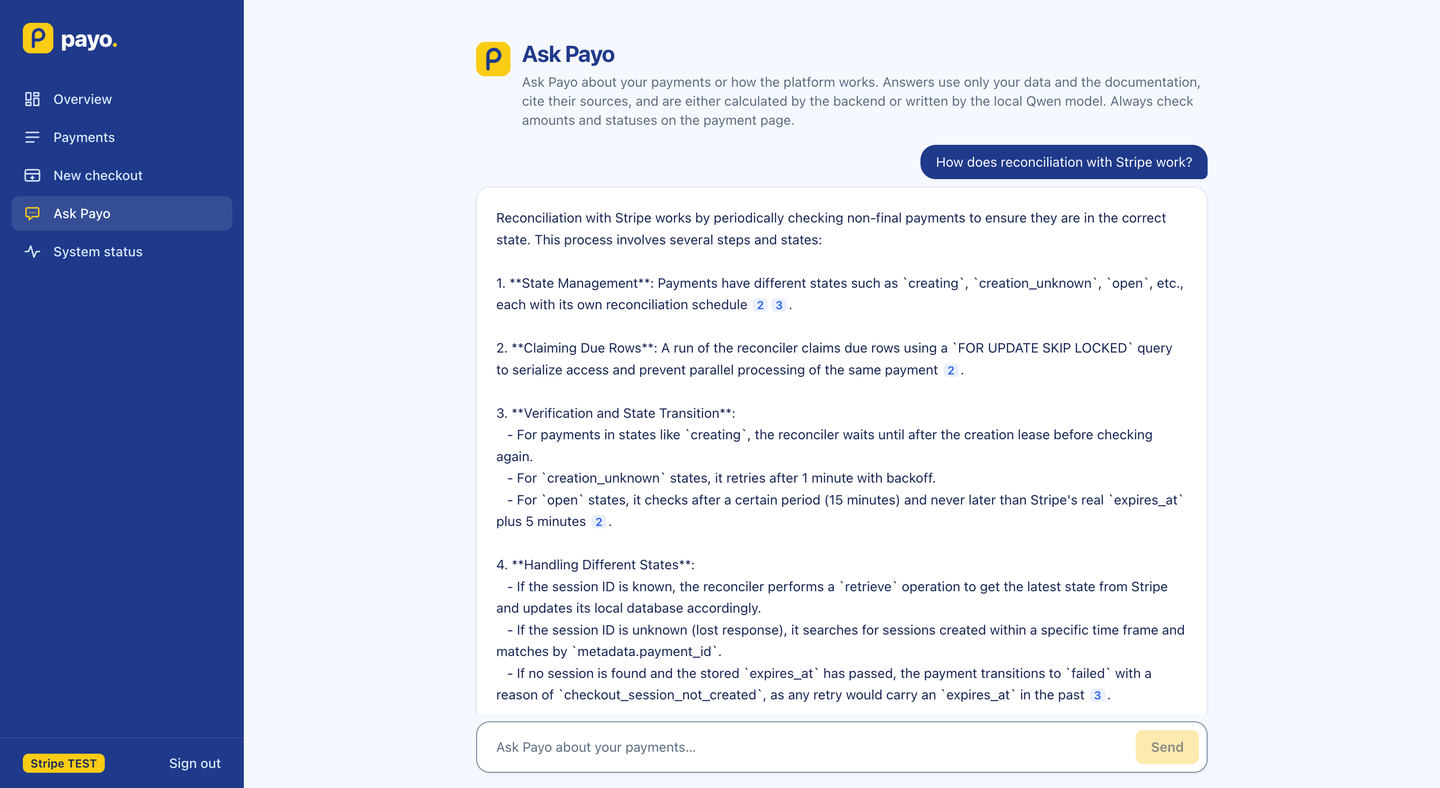 payo.
Overview
Payments
New checkout
Ask Payo
System status
Stripe TEST
Sign out
Ask Payo
Ask Payo about your payments or how the platform works. Answers use only your data and the documentation,
cite their sources, and are either calculated by the backend or written by the local Qwen model. Always check
amounts and statuses on the payment page.
How does reconciliation with Stripe work?
Reconciliation with Stripe works by periodically checking non-final payments to ensure they are in the correct
state. This process involves several steps and states:
1. **State Management**: Payments have different states such as `creating`, `creation_unknown`, `open`, etc.,
each with its own reconciliation schedule 2 3 .
2. **Claiming Due Rows**: A run of the reconciler claims due rows using a `FOR UPDATE SKIP LOCKED` query
to serialize access and prevent parallel processing of the same payment 2 .
3. **Verification and State Transition**:
- For payments in states like `creating`, the reconciler waits until after the creation lease before checking
again.
- For `creation_unknown` states, it retries after 1 minute with backoff.
- For `open` states, it checks after a certain period (15 minutes) and never later than Stripe's real `expires_at`
plus 5 minutes 2 .
4. **Handling Different States**:
- If the session ID is known, the reconciler performs a `retrieve` operation to get the latest state from Stripe
and updates its local database accordingly.
- If the session ID is unknown (lost response), it searches for sessions created within a specific time frame and
matches by `metadata.payment_id`.
- If no session is found and the stored `expires_at` has passed, the payment transitions to `failed` with a
reason of `checkout_session_not_created`, as any retry would carry an `expires_at` in the past 3 .
Ask Payo about your payments...
Send